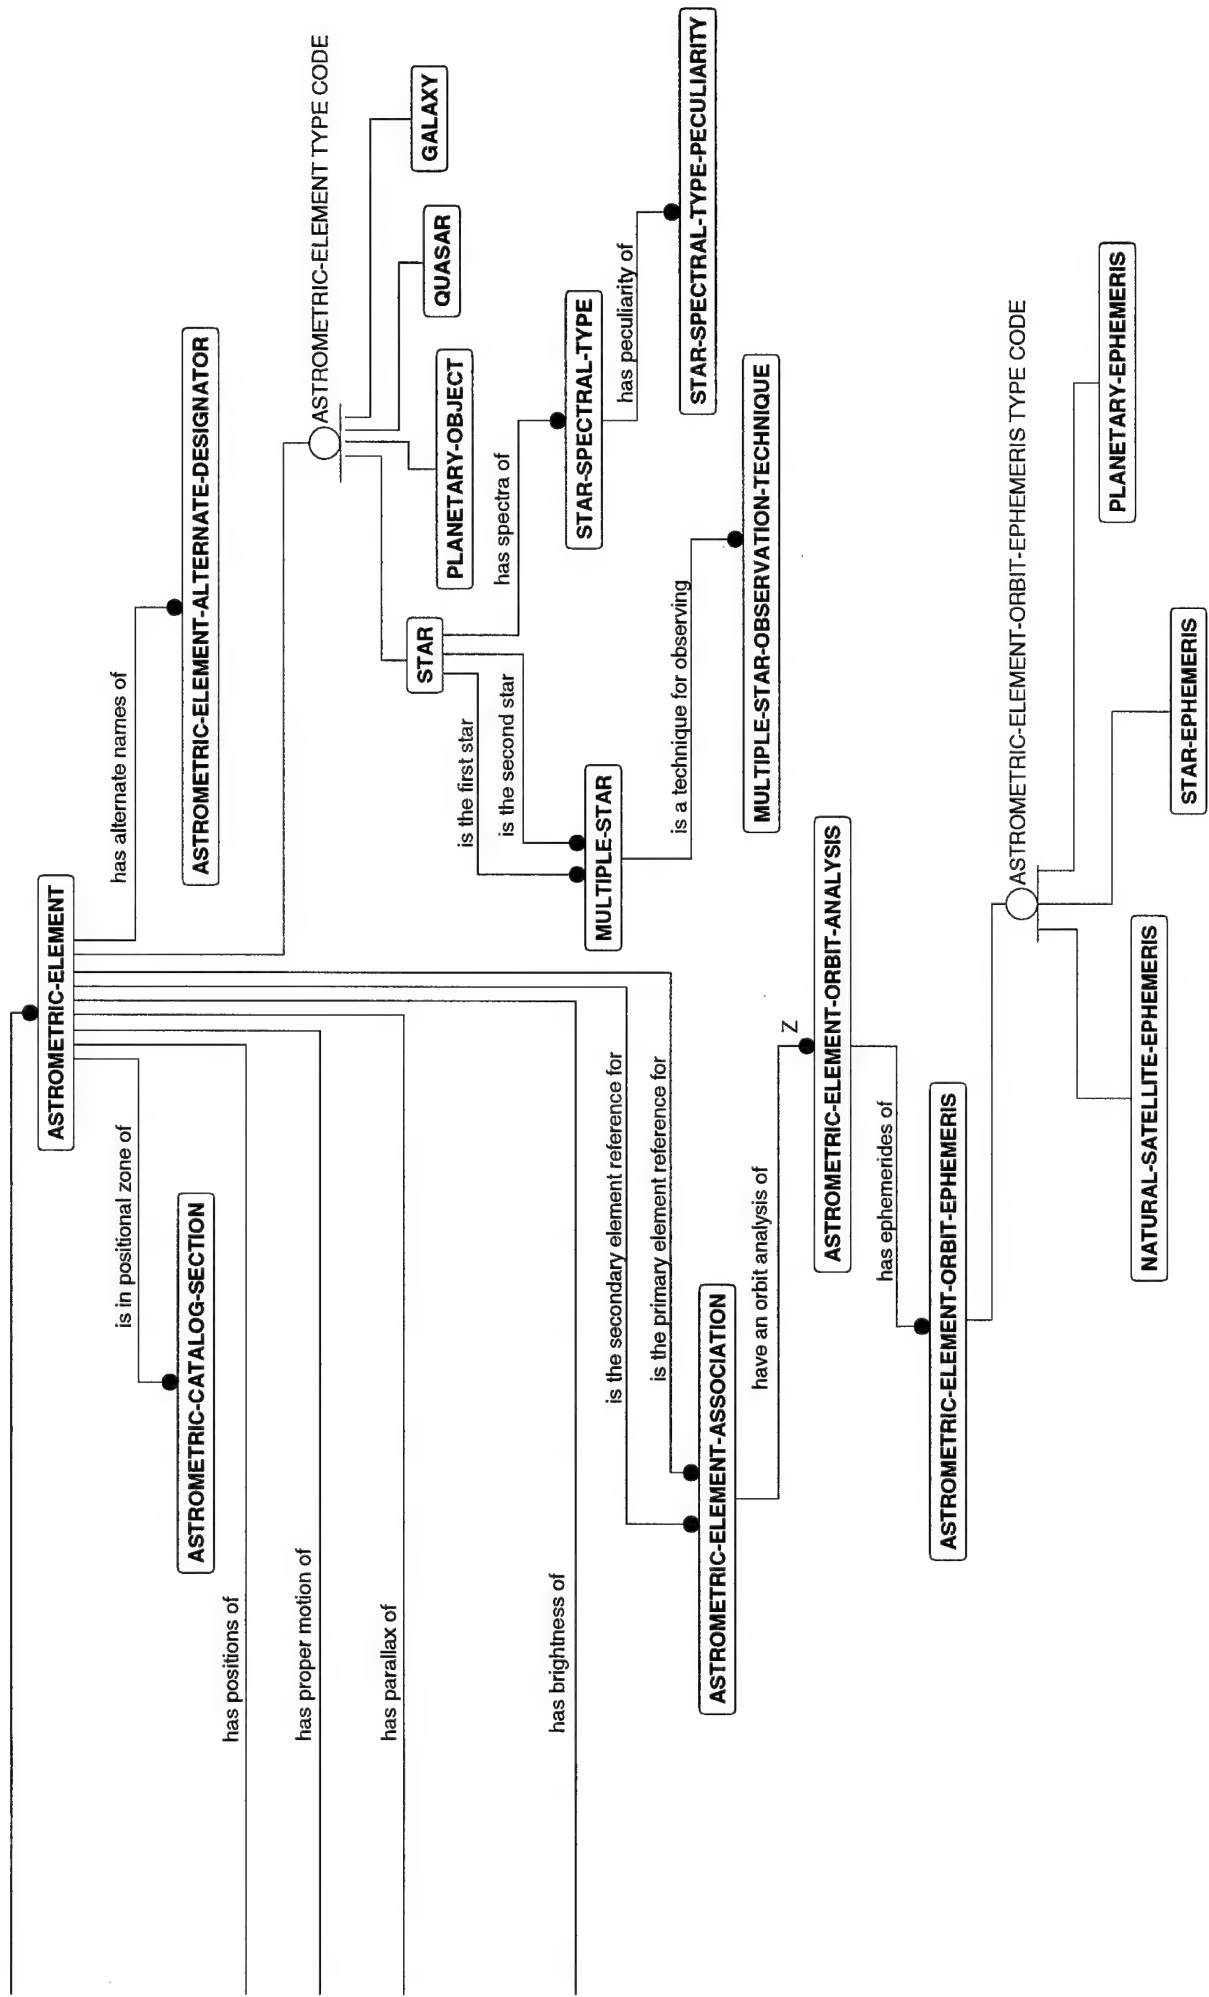 ASTROMETRIC-ELEMENT
has alternate names of
is in positional zone of
ASTROMETRIC-CATALOG-SECTION
ASTROMETRIC-ELEMENT-ALTERNATE-DESIGNATOR
has positions of
has proper motion of
ASTROMETRIC-ELEMENT TYPE CODE
has parallax of
STAR
PLANETARY-OBJECT
QUASAR
GALAXY
is the first star
is the second star
has spectra of
has brightness of
MULTIPLE-STAR
STAR-SPECTRAL-TYPE
is the secondary element reference for
has peculiarity of
is the primary element reference for
is a technique for observing
STAR-SPECTRAL-TYPE-PECULIARITY
ASTROMETRIC-ELEMENT-ASSOCIATION
have an orbit analysis of
MULTIPLE-STAR-OBSERVATION-TECHNIQUE
Z
ASTROMETRIC-ELEMENT-ORBIT-ANALYSIS
has ephemerides of
ASTROMETRIC-ELEMENT-ORBIT-EPHEMERIS
ASTROMETRIC-ELEMENT-ORBIT-EPHEMERIS TYPE CODE
NATURAL-SATELLITE-EPHEMERIS
STAR-EPHEMERIS
PLANETARY-EPHEMERIS